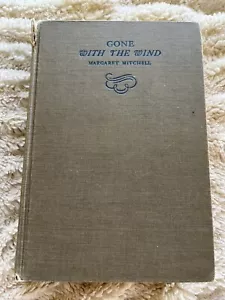 GONE
WITH THE WIND
MARGARET MITCHELL